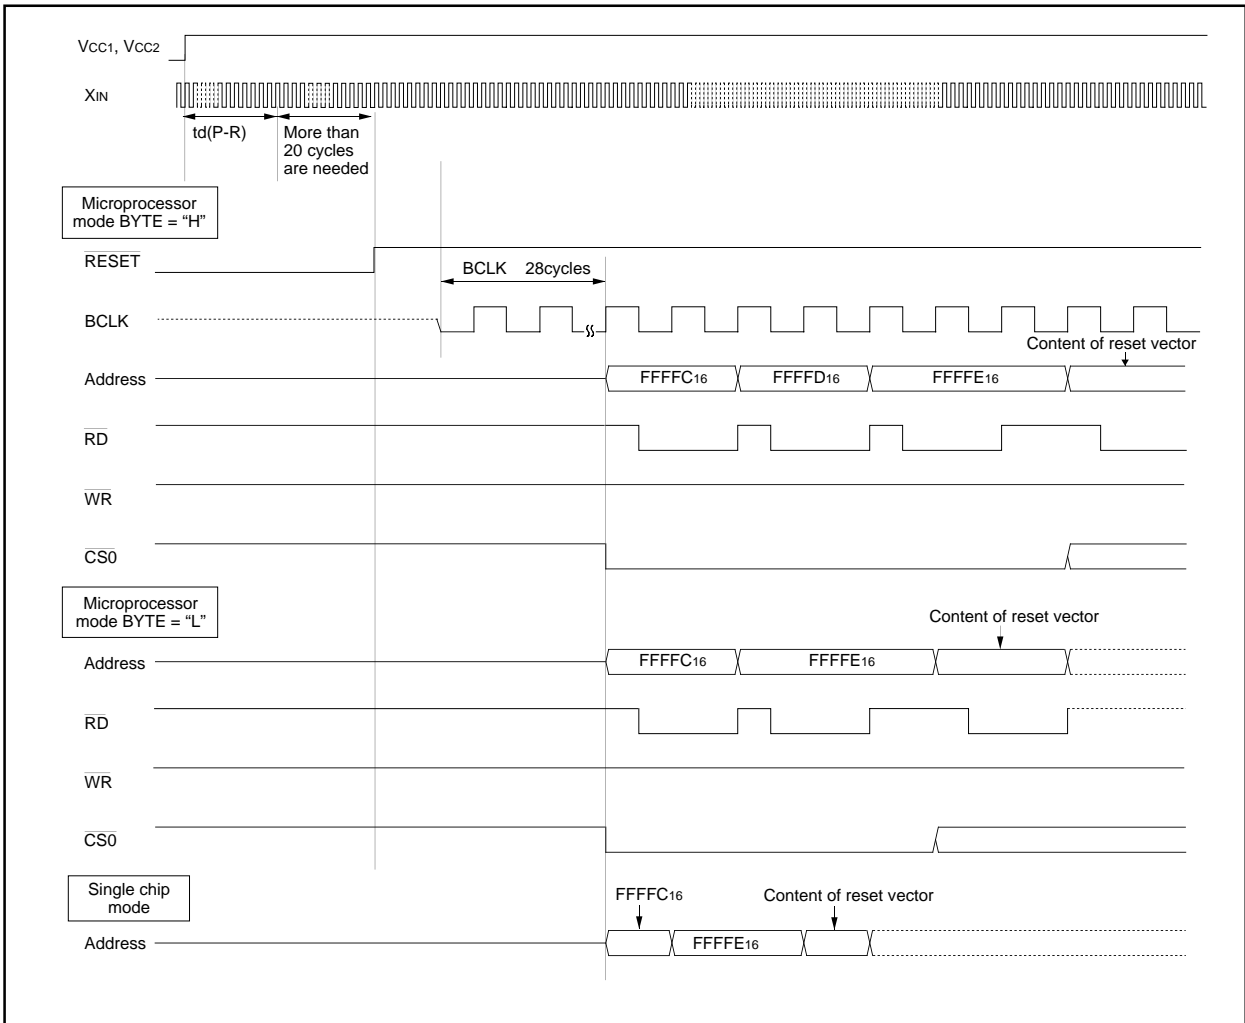 VCC1, VCC2
XIN
td(P-R)
More than
20 cycles
are needed
Microprocessor
mode BYTE = “H”
RESET
BCLK 28cycles
BCLK
Content of reset vector
Address
FFFFC16
FFFFD16
FFFFE16
RD
WR
CS0
Microprocessor
mode BYTE = “L”
Content of reset vector
Address
FFFFC16
FFFFE16
RD
WR
CS0
Single chip
mode
FFFFC16
Content of reset vector
Address
FFFFE16